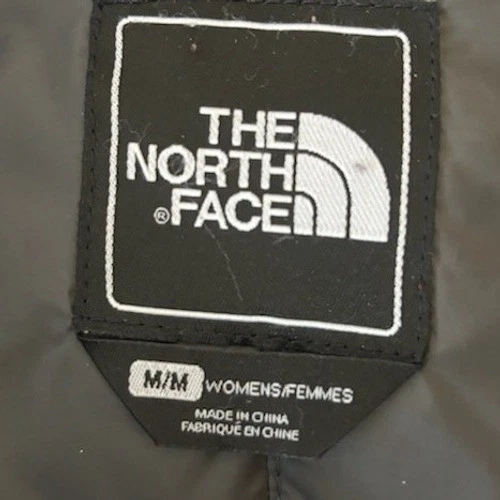 THE
NORTH
®FACE
M/M WOMENS/FEMMES
MADE IN CHINA
FABRIQUÉ EN CHINE